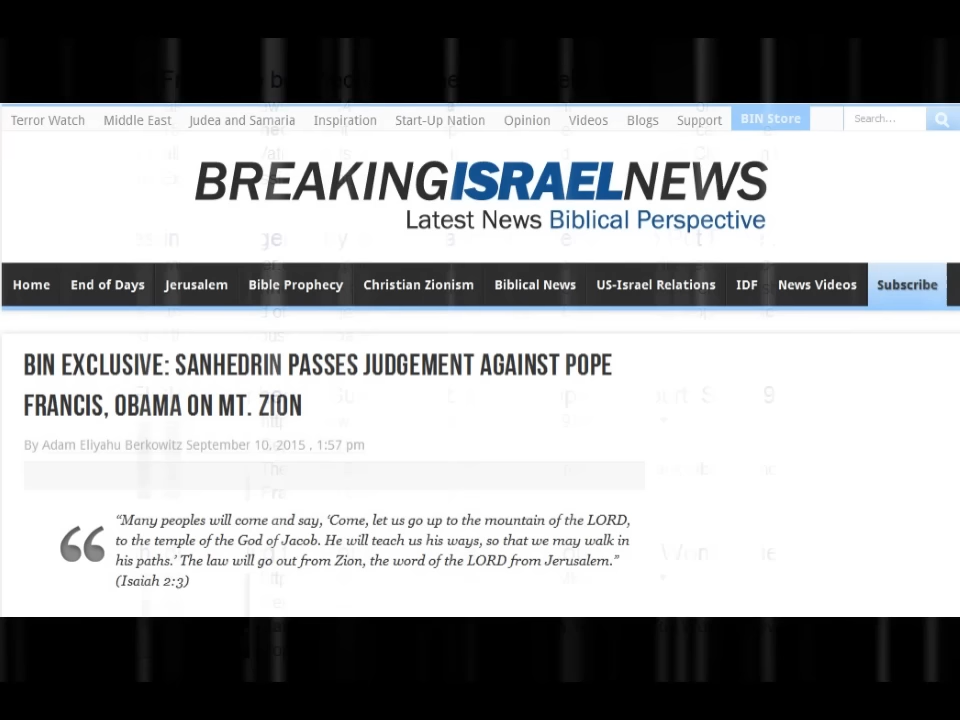 Terror Watch Middle East Judea and Samaria Inspiration Start-Up Nation Opinion Videos Blogs Support BIN Store Search...
BREAKINGISRAELNEWS
Latest News Biblical Perspective
Home End of Days Jerusalem Bible Prophecy Christian Zionism Biblical News US-Israel Relations IDF News Videos Subscribe
BIN EXCLUSIVE: SANHEDRIN PASSES JUDGEMENT AGAINST POPE
FRANCIS, OBAMA ON MT. ZION
By Adam Eliyahu Berkowitz September 10, 2015 , 1:57 pm
“Many peoples will come and say, ‘Come, let us go up to the mountain of the LORD,
to the temple of the God of Jacob. He will teach us his ways, so that we may walk in
his paths.’ The law will go out from Zion, the word of the LORD from Jerusalem.”
(Isaiah 2:3)